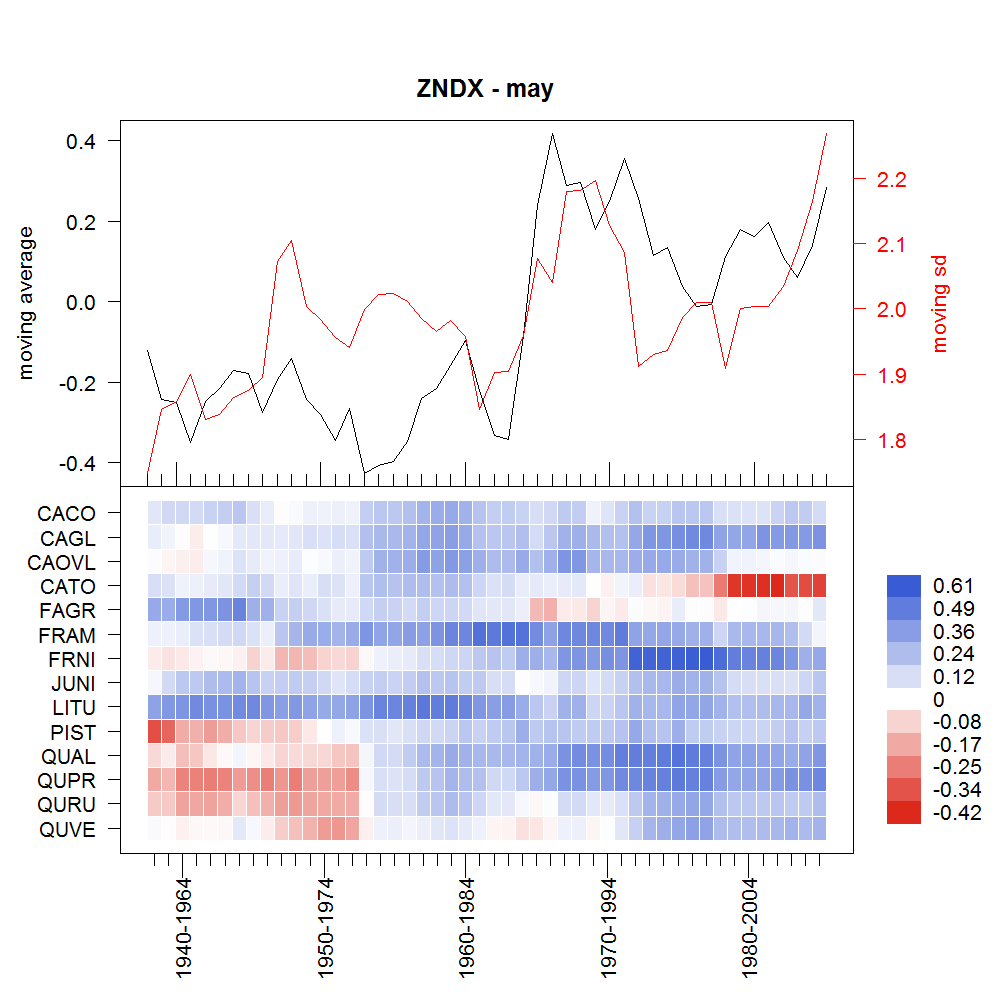 ZNDX - may
moving average
0.4
0.2
0.0
-0.2
-0.4
moving sd
2.2
2.1
2.0
1.9
1.8
CACO
CAGL
CAOVL
CATO
FAGR
FRAM
FRNI
JUNI
LITU
PIST
QUAL
QUPR
QURU
QUVE
0.61
0.49
0.36
0.24
0.12
0
-0.08
-0.17
-0.25
-0.34
-0.42
1940-1964
1950-1974
1960-1984
1970-1994
1980-2004